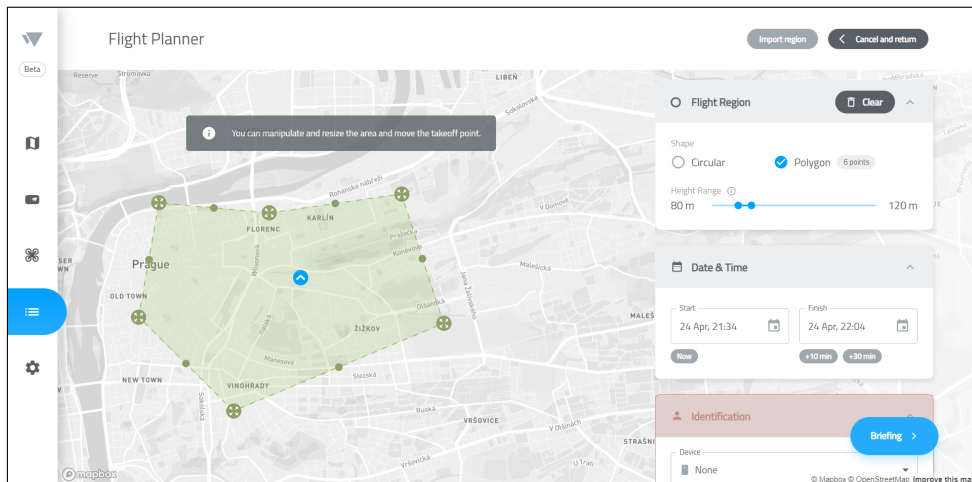 Flight Planner
Import region
Cancel and return
Beta
Reserve
Stromovka
LIBEŇ
Sokolovská
You can manipulate and resize the area and move the takeoff point.
Flight Region
Clear
Shape
Circular
Polygon
6 points
Height Range
80 m
120 m
Rohanské nábřeží
KARLÍN
FLORENC
V Domově
Pražačka
Koněvova
Wilsonova
Prague
Malešická
Jana Želivského
OLD TOWN
Olšanská
Italská
ŽIŽKOV
MALEŠ
Date & Time
Start
24 Apr, 21:34
Finish
24 Apr, 22:04
Now
+10 min
+30 min
Mánesova
Slezská
NEW TOWN
VINOHRADY
Sokolská
Ruská
VRŠOVICE
V Olšinách
STRAŠNI
Vršovická
U Trati
Identification
Briefing
Device
None
mapbox
© Mapbox © OpenStreetMap Improve this ma